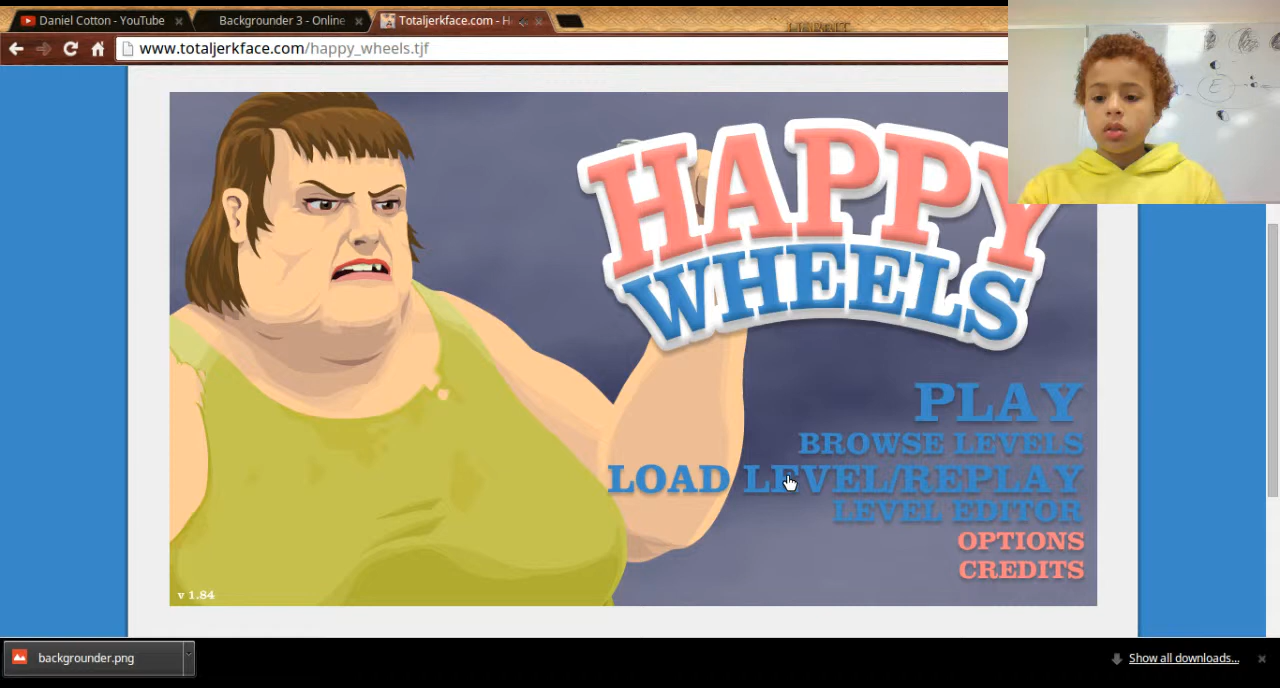 Daniel Cotton - YouTube
Backgrounder 3 - Online
Totaljerkface.com - H
www.totaljerkface.com/happy_wheels.tjf
HAPPY
WHEELS
PLAY
BROWSE LEVELS
LOAD LEVEL/REPLAY
LEVEL EDITOR
OPTIONS
CREDITS
v 1.84
E
backgrounder.png
Show all downloads...